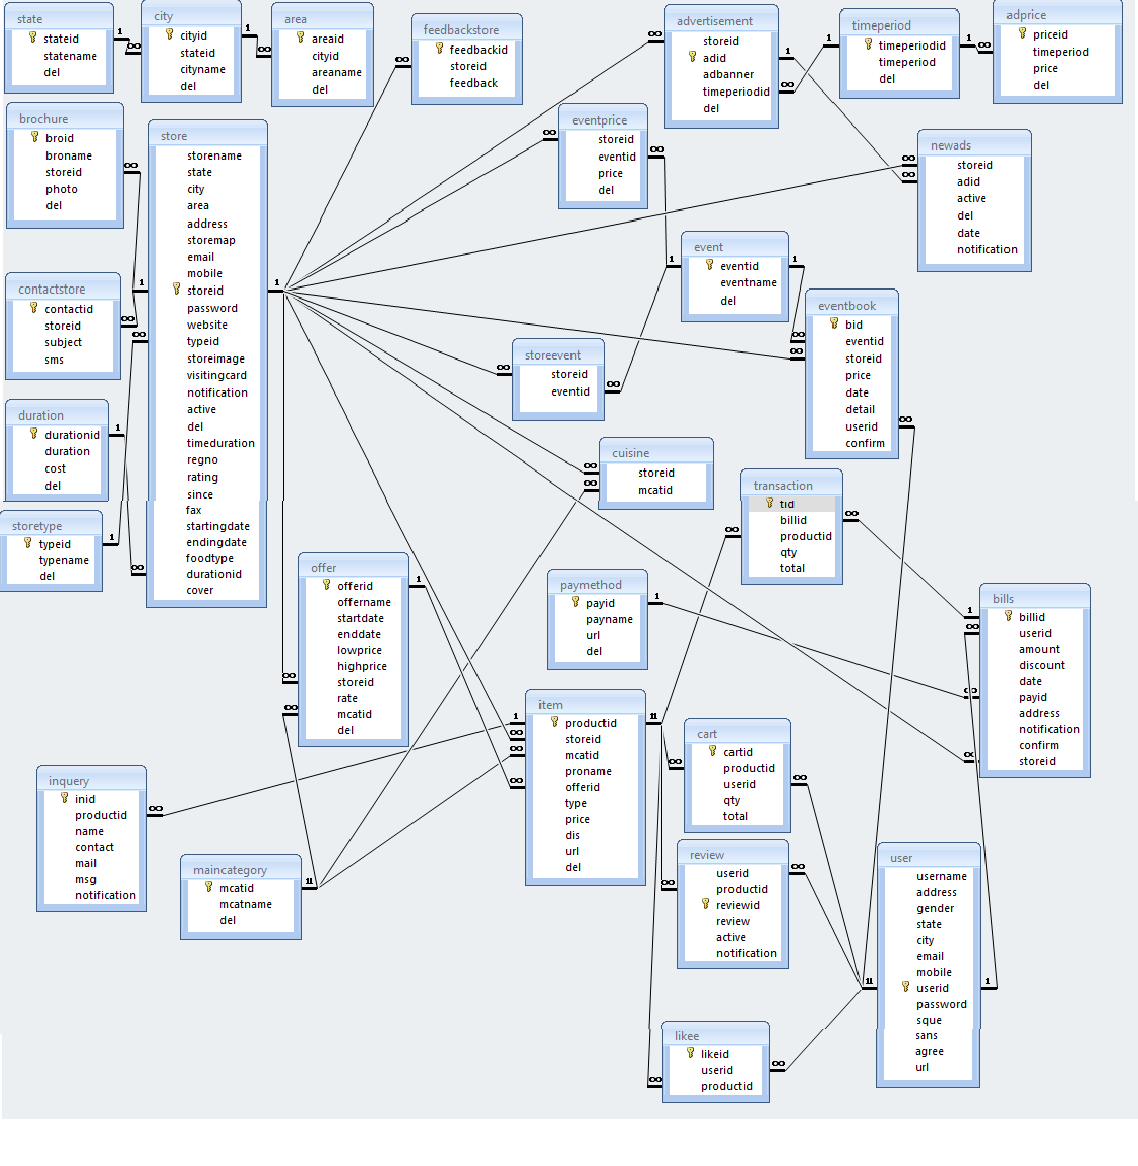 state
stateid
statename
del
city
cityid
stateid
cityname
del
area
areaid
cityid
areaname
del
feedbackstore
feedbackid
storeid
feedback
advertisement
storeid
adid
adbanner
timeperiodid
del
timeperiod
timeperiodid
timeperiod
del
adprice
priceid
timeperiod
price
del
brochure
broid
broname
storeid
photo
del
store
storename
state
city
area
address
storemap
email
mobile
storeid
password
website
typeid
storeimage
visitingcard
notification
active
del
timeduration
regno
rating
since
fax
startingdate
endingdate
foodtype
durationid
cover
eventprice
storeid
eventid
price
del
newads
storeid
adid
active
del
date
notification
event
eventid
eventname
del
contactstore
contactid
storeid
subject
sms
eventbook
bid
eventid
storeid
price
date
detail
userid
confirm
storeevent
storeid
eventid
duration
durationid
duration
cost
del
cuisine
storeid
mcatid
transaction
tid
billid
productid
qty
total
storetype
typeid
typename
del
offer
offerid
offername
startdate
enddate
lowprice
highprice
storeid
rate
mcatid
del
paymethod
payid
payname
url
del
bills
billid
userid
amount
discount
date
payid
address
notification
confirm
storeid
item
productid
storeid
mcatid
proname
offerid
type
price
dis
url
del
cart
cartid
productid
userid
qty
total
inquery
inid
productid
name
contact
mail
msg
notification
maincategory
mcatid
mcatname
del
review
userid
productid
reviewid
review
active
notification
user
username
address
gender
state
city
email
mobile
userid
password
sque
sans
agree
url
likee
likeid
userid
productid